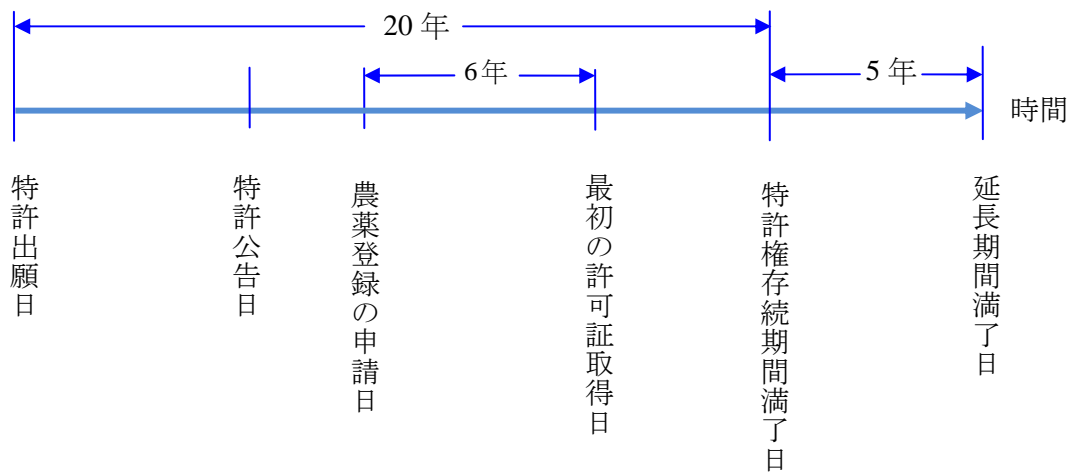 20 年
6年
5 年
時間
特許出願日
特許公告日
農薬登録の申請日
最初の許可証取得日
特許権存続期間満了日
延長期間満了日